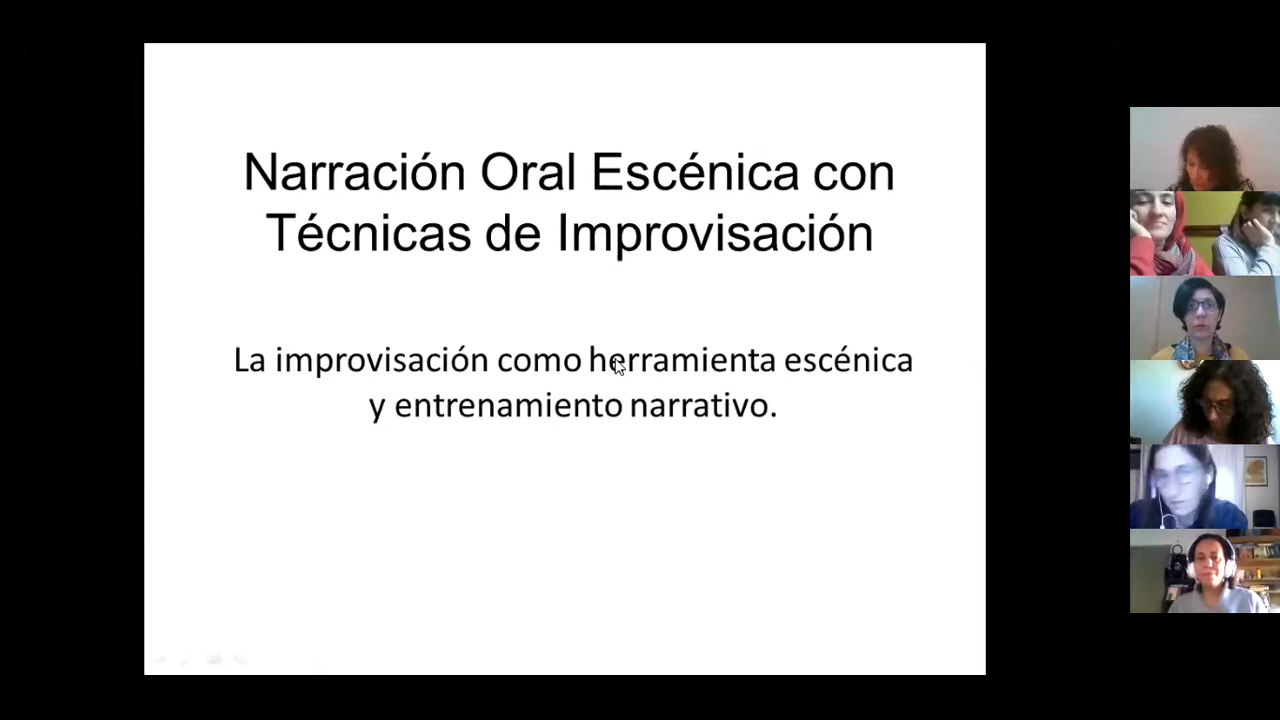 Narración Oral Escénica con
Técnicas de Improvisación
La improvisación como herramienta escénica
y entrenamiento narrativo.